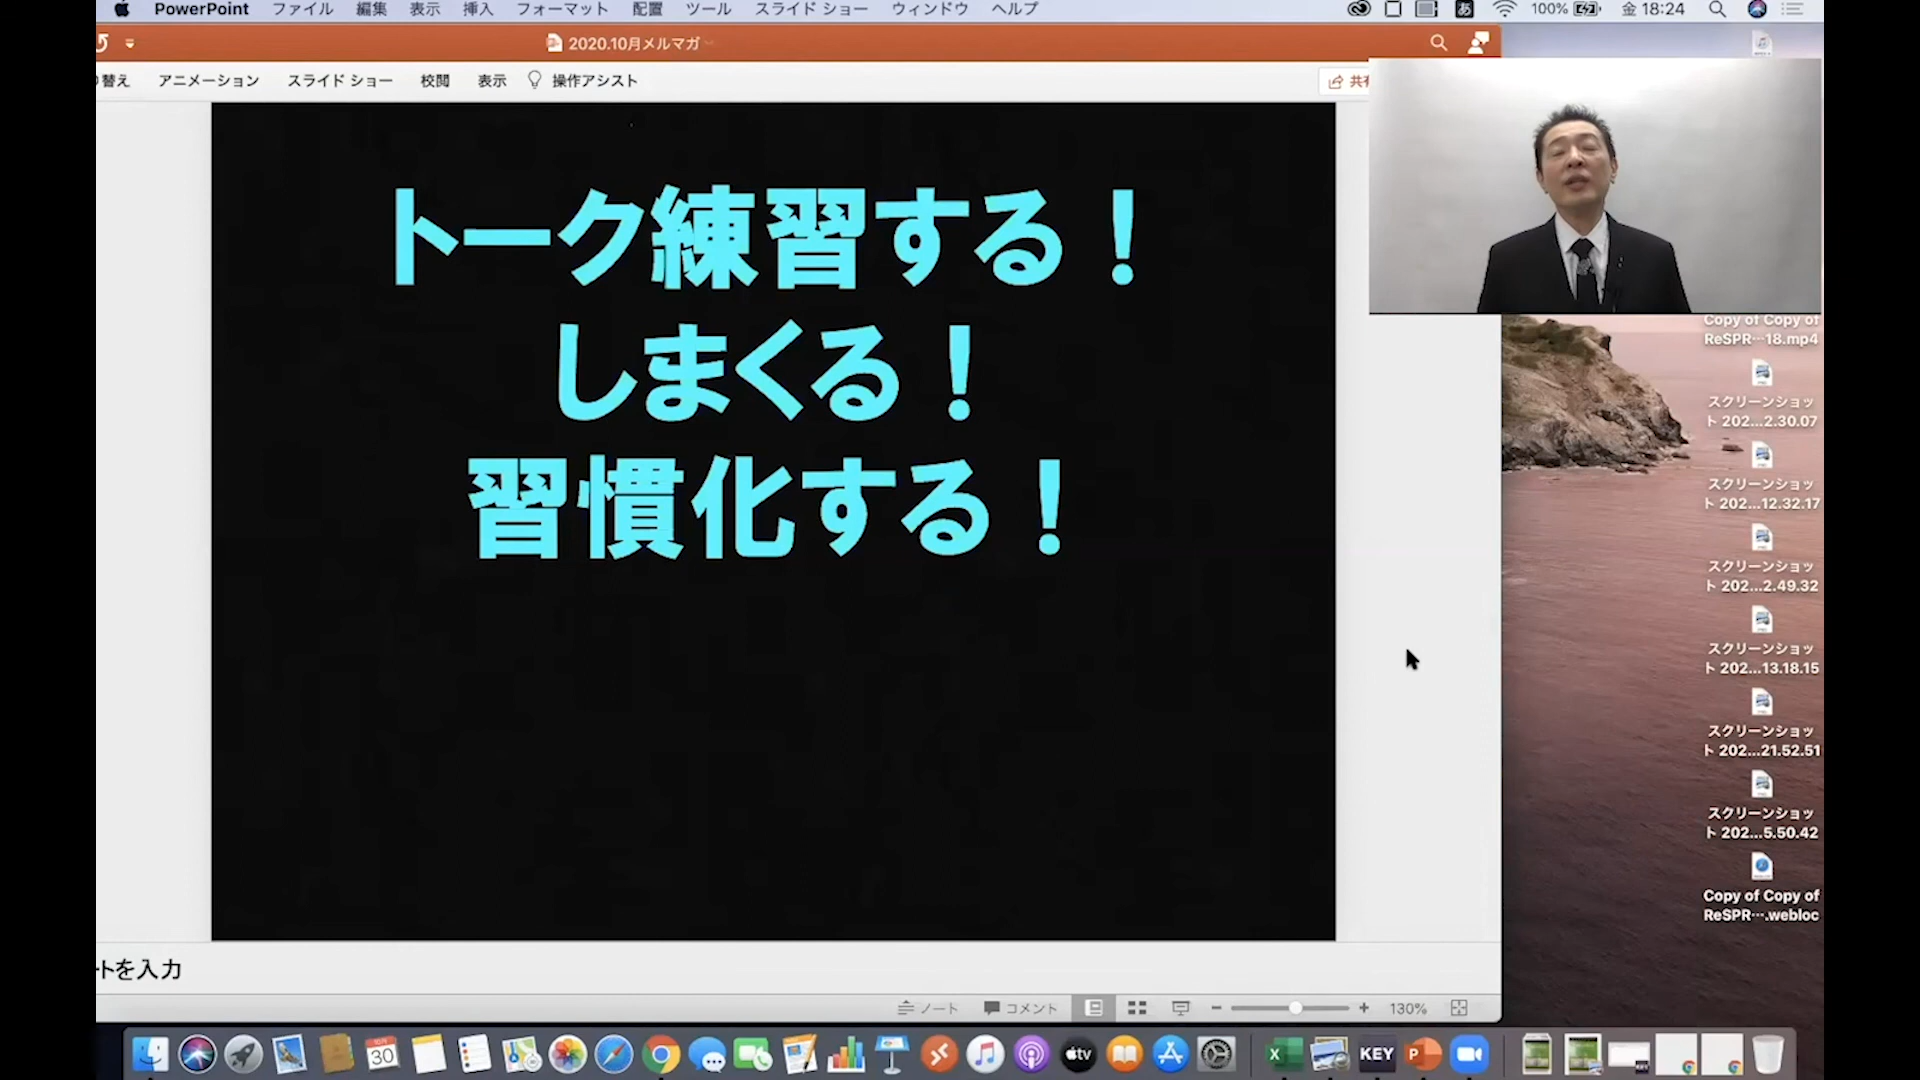 PowerPoint ファイル 編集 表示 挿入 フォーマット 配置 ツール スライド ショー ウィンドウ ヘルプ
100% 金 18:24
2020.10月メルマガ
替え アニメーション スライド ショー 校閲 表示 操作アシスト
共有
トーク練習する！
しまくる！
習慣化する！
Copy of Copy of
ReSPR…18.mp4
スクリーンショッ
ト 202...2.30.07
スクリーンショッ
ト 202...12.32.17
スクリーンショッ
ト 202...2.49.32
スクリーンショッ
ト 202...13.18.15
スクリーンショッ
ト 202...21.52.51
スクリーンショッ
ト 202...5.50.42
Copy of Copy of
ReSPR….webloc
ートを入力
ノート コメント 130%
30
tv
KEY